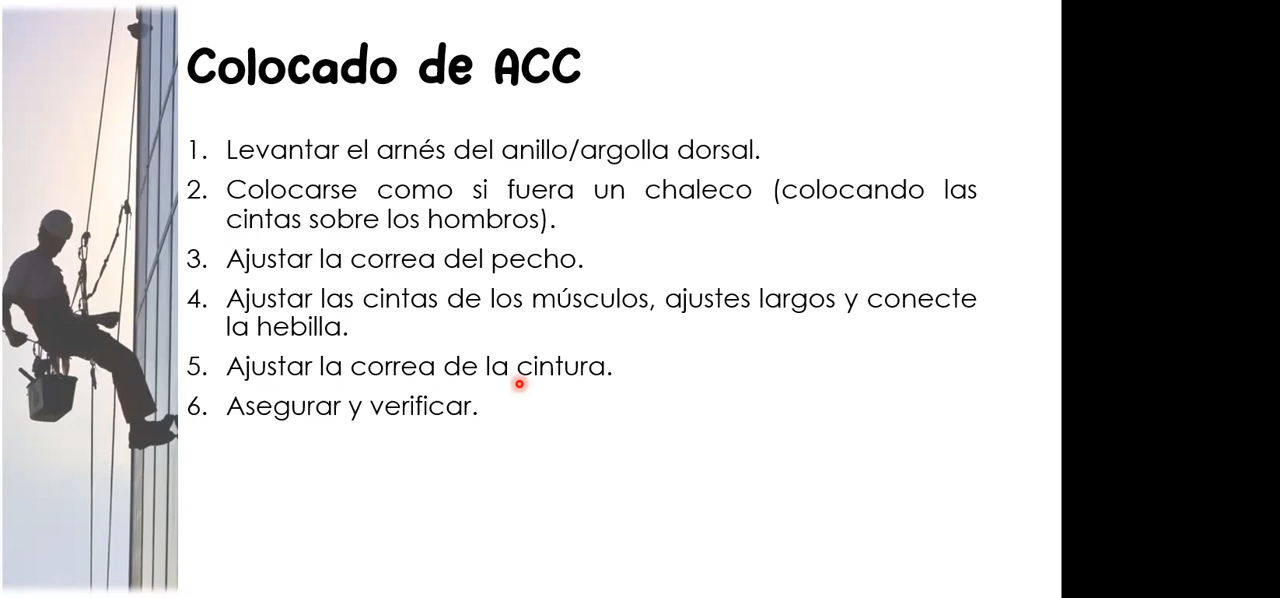 Colocado de ACC
1. Levantar el arnés del anillo/argolla dorsal.
2. Colocarse como si fuera un chaleco (colocando las
cintas sobre los hombros).
3. Ajustar la correa del pecho.
4. Ajustar las cintas de los músculos, ajustes largos y conecte
la hebilla.
5. Ajustar la correa de la cintura.
6. Asegurar y verificar.